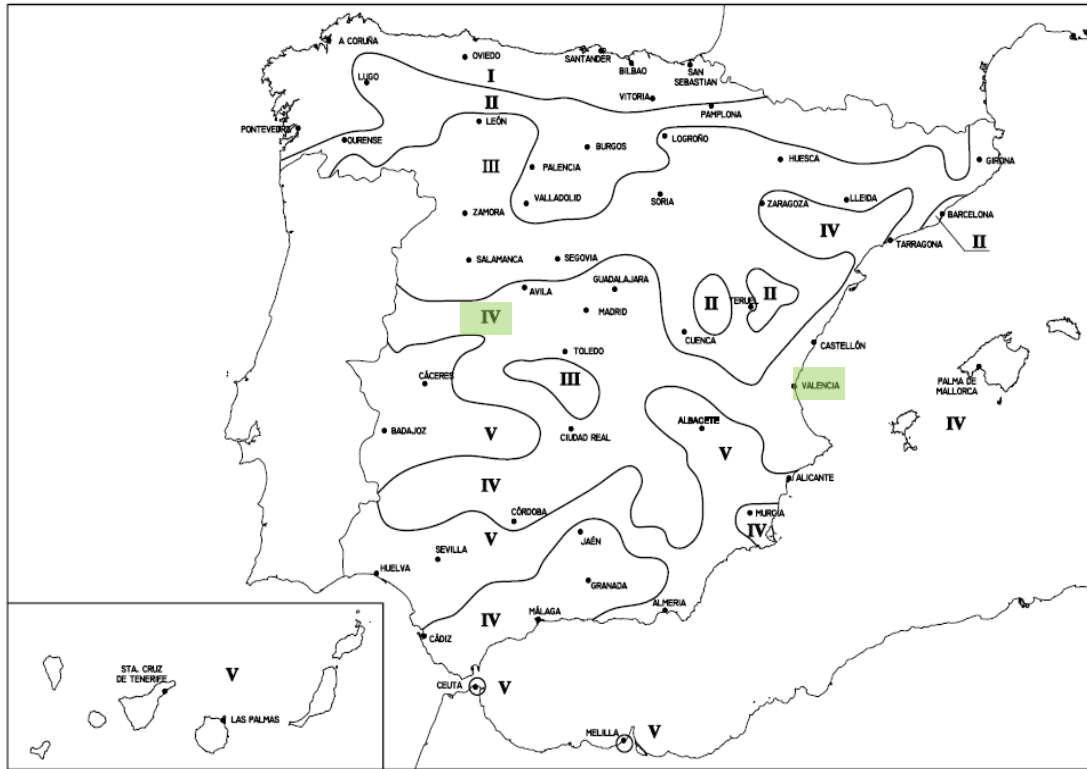 A CORUÑA
OVIEDO
SANTANDER
BILBAO
SAN
SEBASTIAN
LUGO
I
VITORIA
II
PAMPLONA
PONTEVEDRA
OURENSE
LEÓN
BURGOS
LOGROÑO
HUESCA
GIRONA
III
PALENCIA
VALLADOLID
ZAMORA
SORIA
ZARAGOZA
LLEIDA
BARCELONA
IV
TARRAGONA
II
SALAMANCA
SEGOVIA
AVILA
GUADALAJARA
II
TERUEL
II
IV
MADRID
CUENCA
CASTELLÓN
TOLEDO
CÁCERES
III
VALENCIA
PALMA DE
MALLORCA
IV
BADAJOZ
V
CIUDAD REAL
ALBACETE
V
ALICANTE
IV
CÓRDOBA
MURCIA
IV
V
SEVILLA
JAÉN
HUELVA
GRANADA
ALMERIA
MÁLAGA
IV
CÁDIZ
STA. CRUZ
DE TENERIFE
V
LAS PALMAS
CEUTA
V
MELILLA
V